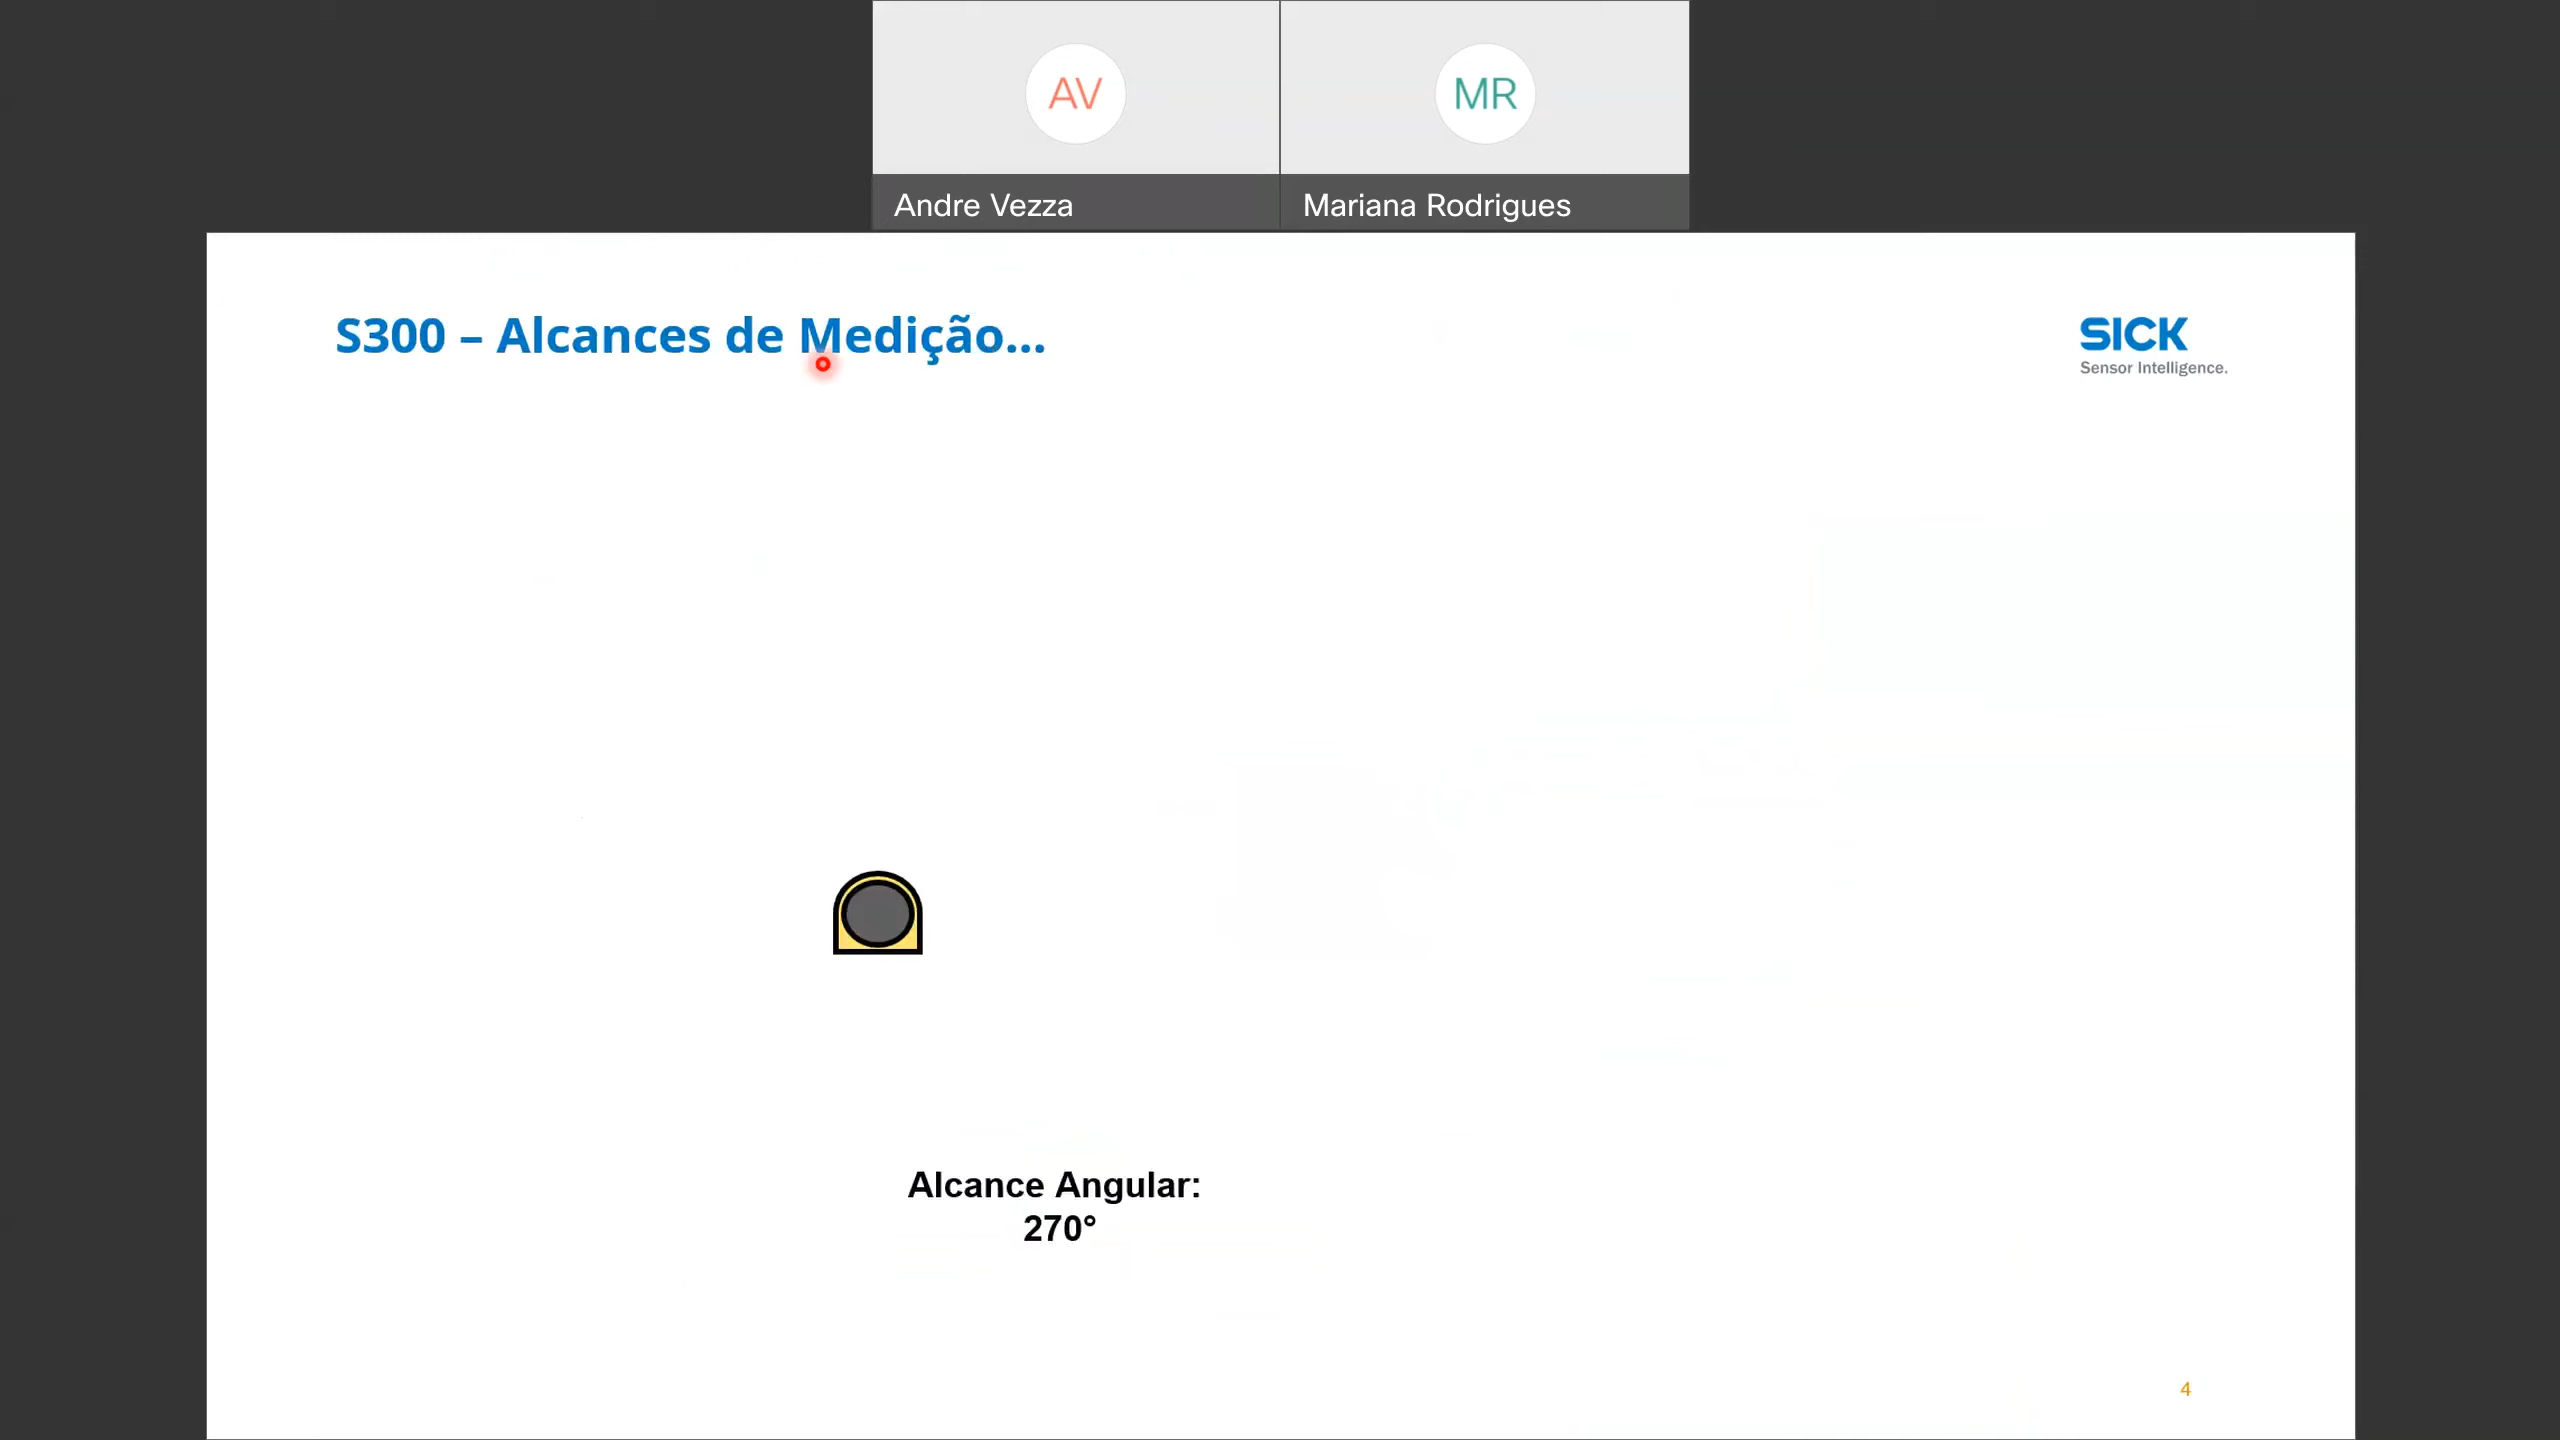 AV
MR
Andre Vezza
Mariana Rodrigues
S300 – Alcances de Medição...
SICK
Sensor Intelligence.
Alcance Angular:
270°
4